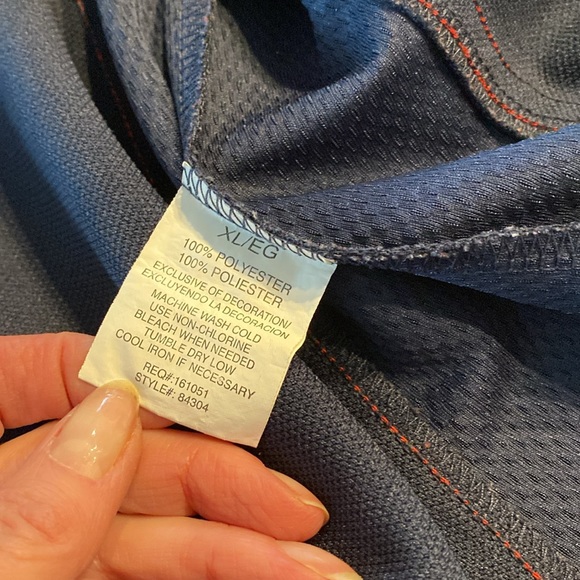 XL/EG
100% POLYESTER
100% POLIESTER
EXCLUSIVE OF DECORATION/
EXCLUYENDO LA DECORACION
MACHINE WASH COLD
USE NON-CHLORINE
BLEACH WHEN NEEDED
TUMBLE DRY LOW
COOL IRON IF NECESSARY
REQ#:161051
STYLE#: 84304